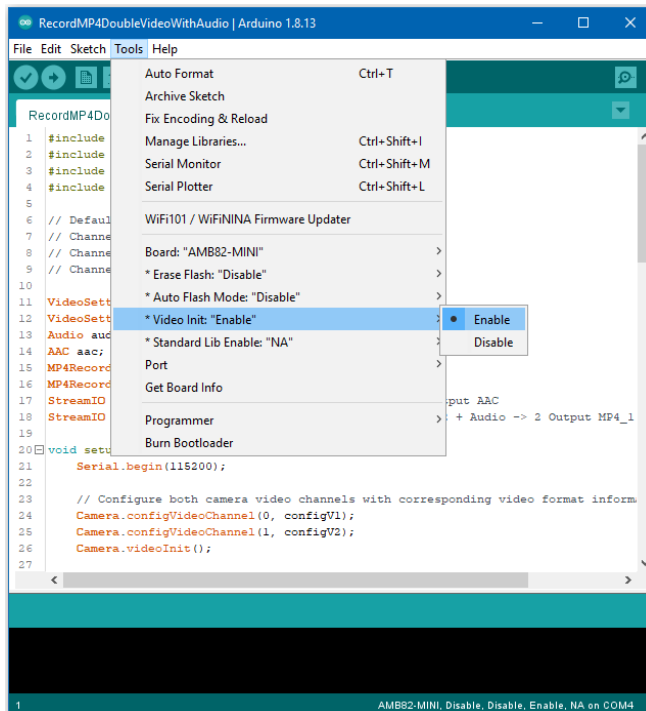 RecordMP4DoubleVideoWithAudio | Arduino 1.8.13
File Edit Sketch Tools Help
RecordMP4Do
Auto Format Ctrl+T
Archive Sketch
Fix Encoding & Reload
Manage Libraries... Ctrl+Shift+I
Serial Monitor Ctrl+Shift+M
Serial Plotter Ctrl+Shift+L
WiFi101 / WiFiNINA Firmware Updater
Board: "AMB82-MINI"
* Erase Flash: "Disable"
* Auto Flash Mode: "Disable"
* Video Init: "Enable"
* Standard Lib Enable: "NA"
Port
Get Board Info
Programmer
Burn Bootloader
Enable
Disable
1 #include
2 #include
3 #include
4 #include
5
6 // Defaul
7 // Channe
8 // Channe
9 // Channe
10
11 VideoSett
12 VideoSett
13 Audio aud
14 AAC aac;
15 MP4Record
16 MP4Record
17 StreamIO put AAC
18 StreamIO + Audio -> 2 Output MP4_1
19
20 void setu
21 Serial.begin(115200);
22
23 // Configure both camera video channels with corresponding video format inform
24 Camera.configVideoChannel(0, configV1);
25 Camera.configVideoChannel(1, configV2);
26 Camera.videoInit();
27
1 AMB82-MINI, Disable, Disable, Enable, NA on COM4